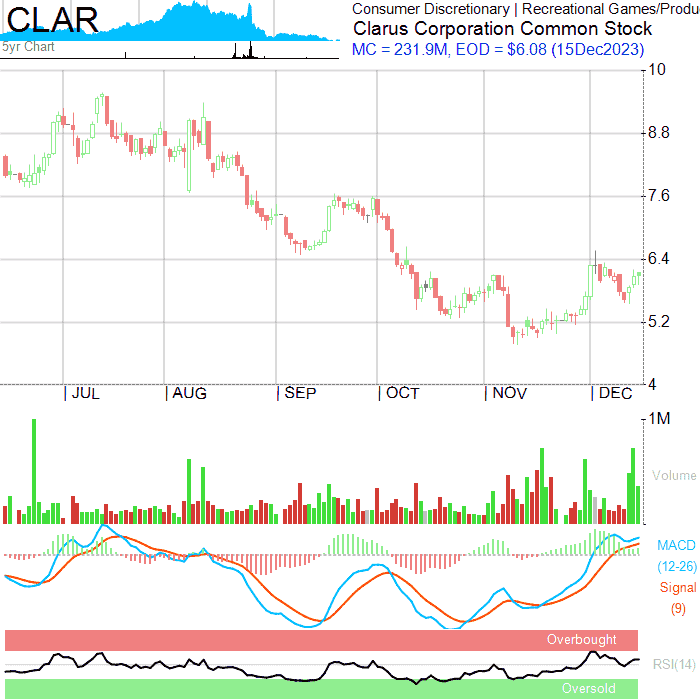 CLAR
5yr Chart
Consumer Discretionary | Recreational Games/Produ
Clarus Corporation Common Stock
MC = 231.9M, EOD = $6.08 (15Dec2023)
10
8.8
7.6
6.4
5.2
4
| JUL | AUG | SEP | OCT | NOV | DEC
1M
Volume
MACD
(12-26)
Signal
(9)
Overbought
RSI(14)
Oversold